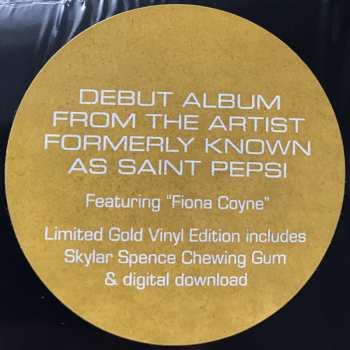 DEBUT ALBUM
FROM THE ARTIST
FORMERLY KNOWN
AS SAINT PEPSI
Featuring "Fiona Coyne"
Limited Gold Vinyl Edition includes
Skylar Spence Chewing Gum
& digital download